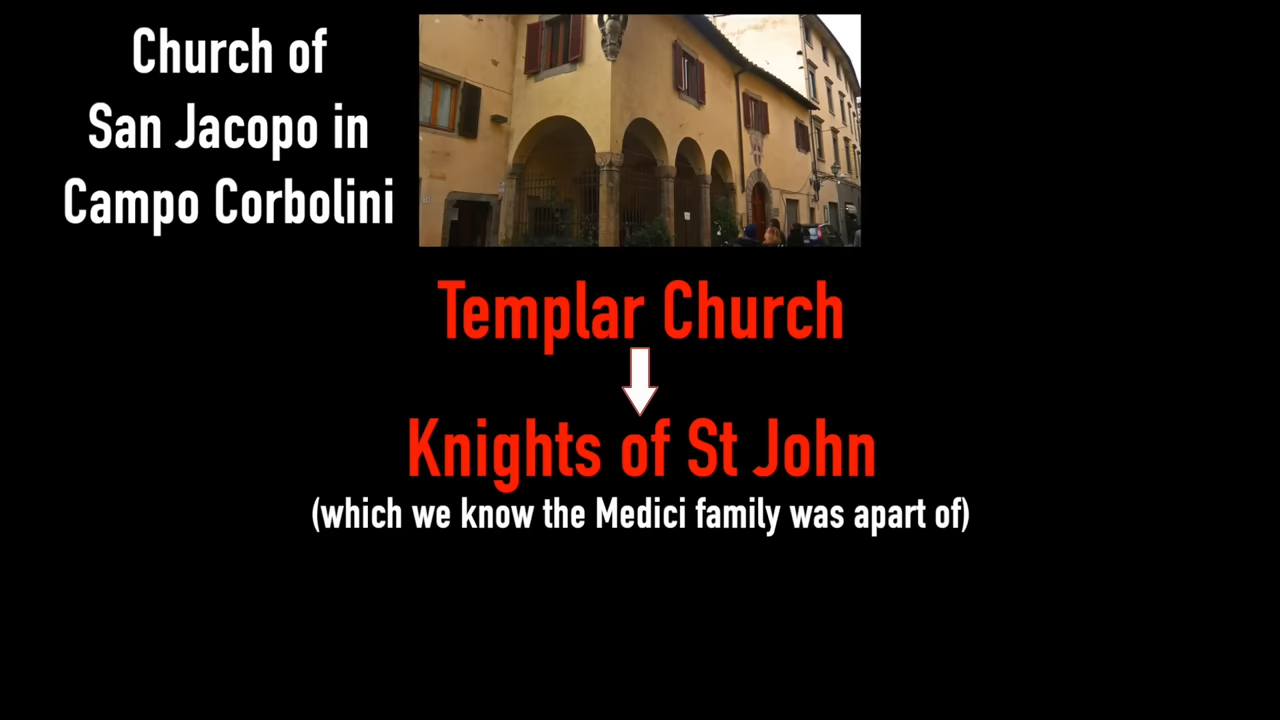 Church of
San Jacopo in
Campo Corbolini
Templar Church
Knights of St John
(which we know the Medici family was apart of)